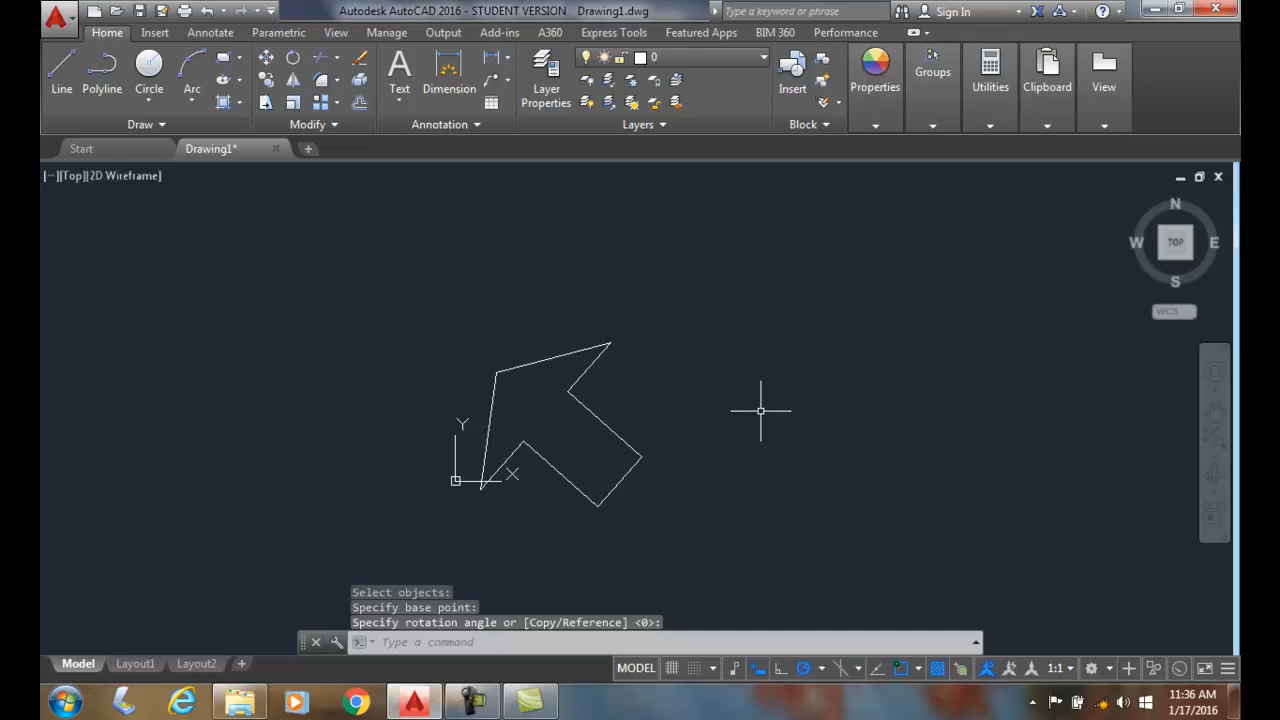 Autodesk AutoCAD 2016 - STUDENT VERSION Drawing1.dwg
Type a keyword or phrase
Sign In
Home Insert Annotate Parametric View Manage Output Add-ins A360 Express Tools Featured Apps BIM 360 Performance
0
Line Polyline Circle Arc Text Dimension Layer Properties Insert Properties Groups Utilities Clipboard View
Draw Modify Annotation Layers Block
Start Drawing1*
[−][Top][2D Wireframe]
N
W TOP E
S
WCS
Y
X
Select objects:
Specify base point:
Specify rotation angle or [Copy/Reference] <0>:
Type a command
Model Layout1 Layout2
MODEL 1:1
11:36 AM
1/17/2016